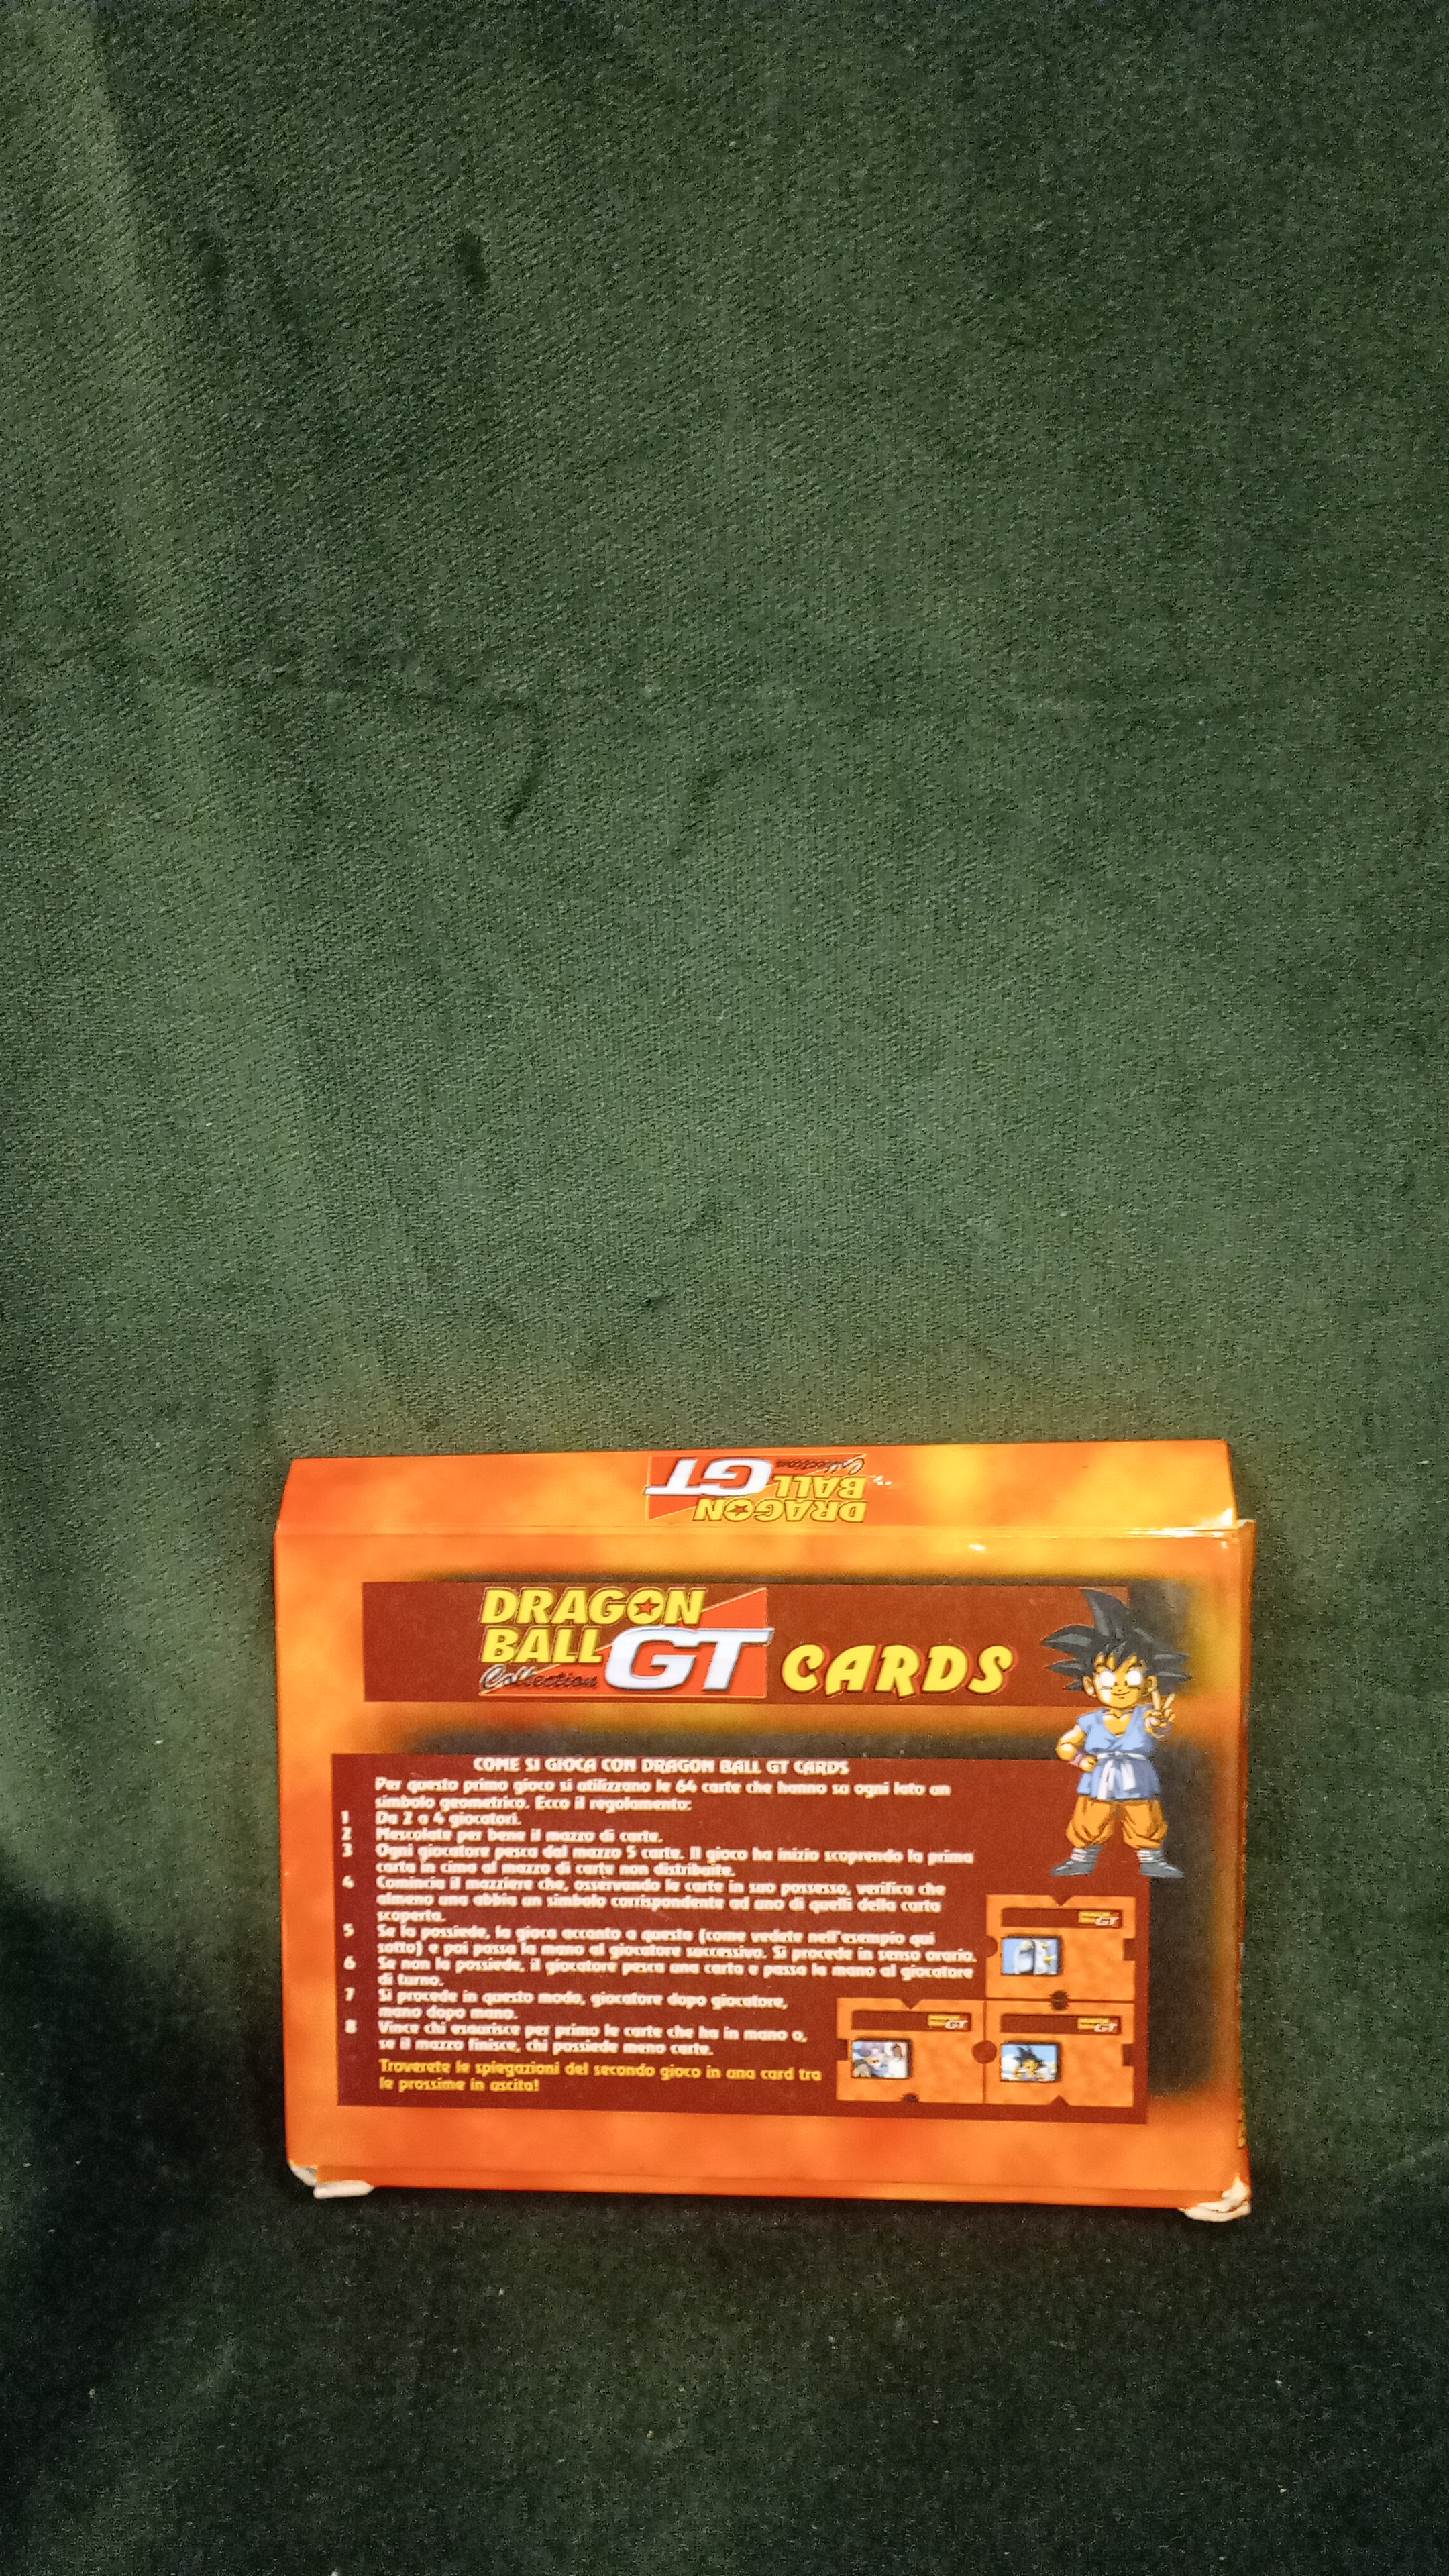 DRAGON
BALL GT
Collection
DRAGON
BALL GT CARDS
Collection
COME SI GIOCA CON DRAGON BALL GT CARDS
Per questo primo gioco si utilizzano le 64 carte che hanno su ogni lato un
simbolo geometrico. Ecco il regolamento:
1 Da 2 a 4 giocatori.
2 Mescolate per bene il mazzo di carte.
3 Ogni giocatore pesca dal mazzo 5 carte. Il gioco ha inizio scoprendo la prima
carta in cima al mazzo di carte non distribuite.
4 Comincia il mazziere che, osservando le carte in suo possesso, verifica che
almeno una abbia un simbolo corrispondente ad uno di quelli della carta
scoperta.
5 Se la possiede, la gioca accanto a questa (come vedete nell'esempio qui
sotto) e poi passa la mano al giocatore successivo. Si procede in senso orario.
6 Se non la possiede, il giocatore pesca una carta e passa la mano al giocatore
di turno.
7 Si procede in questo modo, giocatore dopo giocatore,
mano dopo mano.
8 Vince chi esaurisce per primo le carte che ha in mano o,
se il mazzo finisce, chi possiede meno carte.
Troverete le spiegazioni del secondo gioco in una card tra
le prossime in uscita!
GT
GT
GT